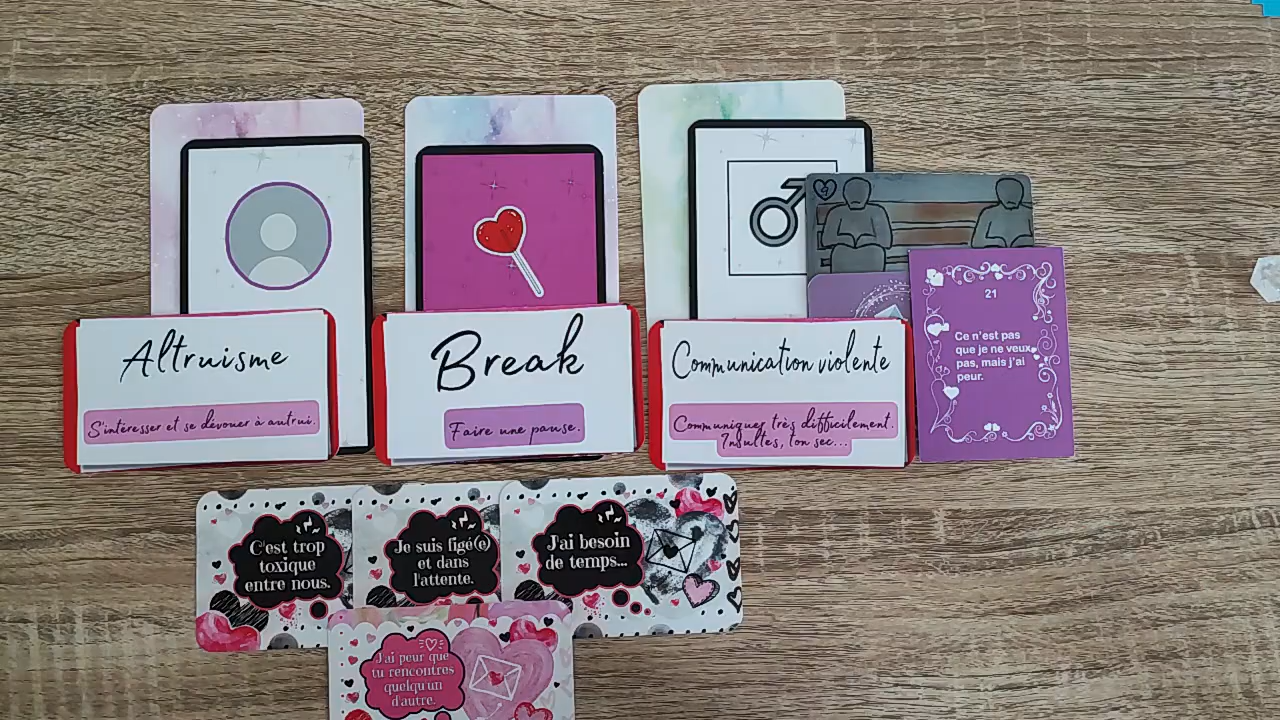 Altruisme
S'intéresser et se dévouer à autrui.
Break
Faire une pause.
Communication violente
Communiquer très difficilement.
Insultes, ton sec...
21
Ce n'est pas
que je ne veux
pas, mais j'ai
peur.
C'est trop
toxique
entre nous.
Je suis figé(e)
et dans
l'attente.
J'ai besoin
de temps...
J'ai peur que
tu rencontres
quelqu'un
d'autre.